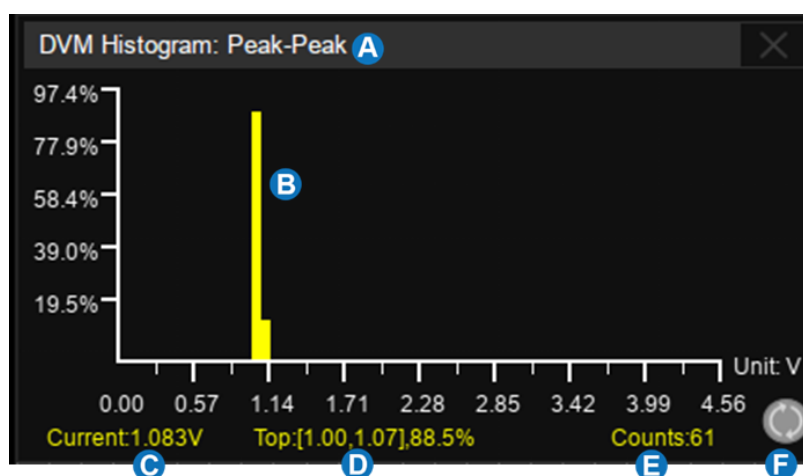 DVM Histogram: Peak-Peak A
97.4%
77.9%
58.4%
B
39.0%
19.5%
Unit: V
0.00 0.57 1.14 1.71 2.28 2.85 3.42 3.99 4.56
Current:1.083V Top:[1.00,1.07],88.5% Counts:61
C D E F